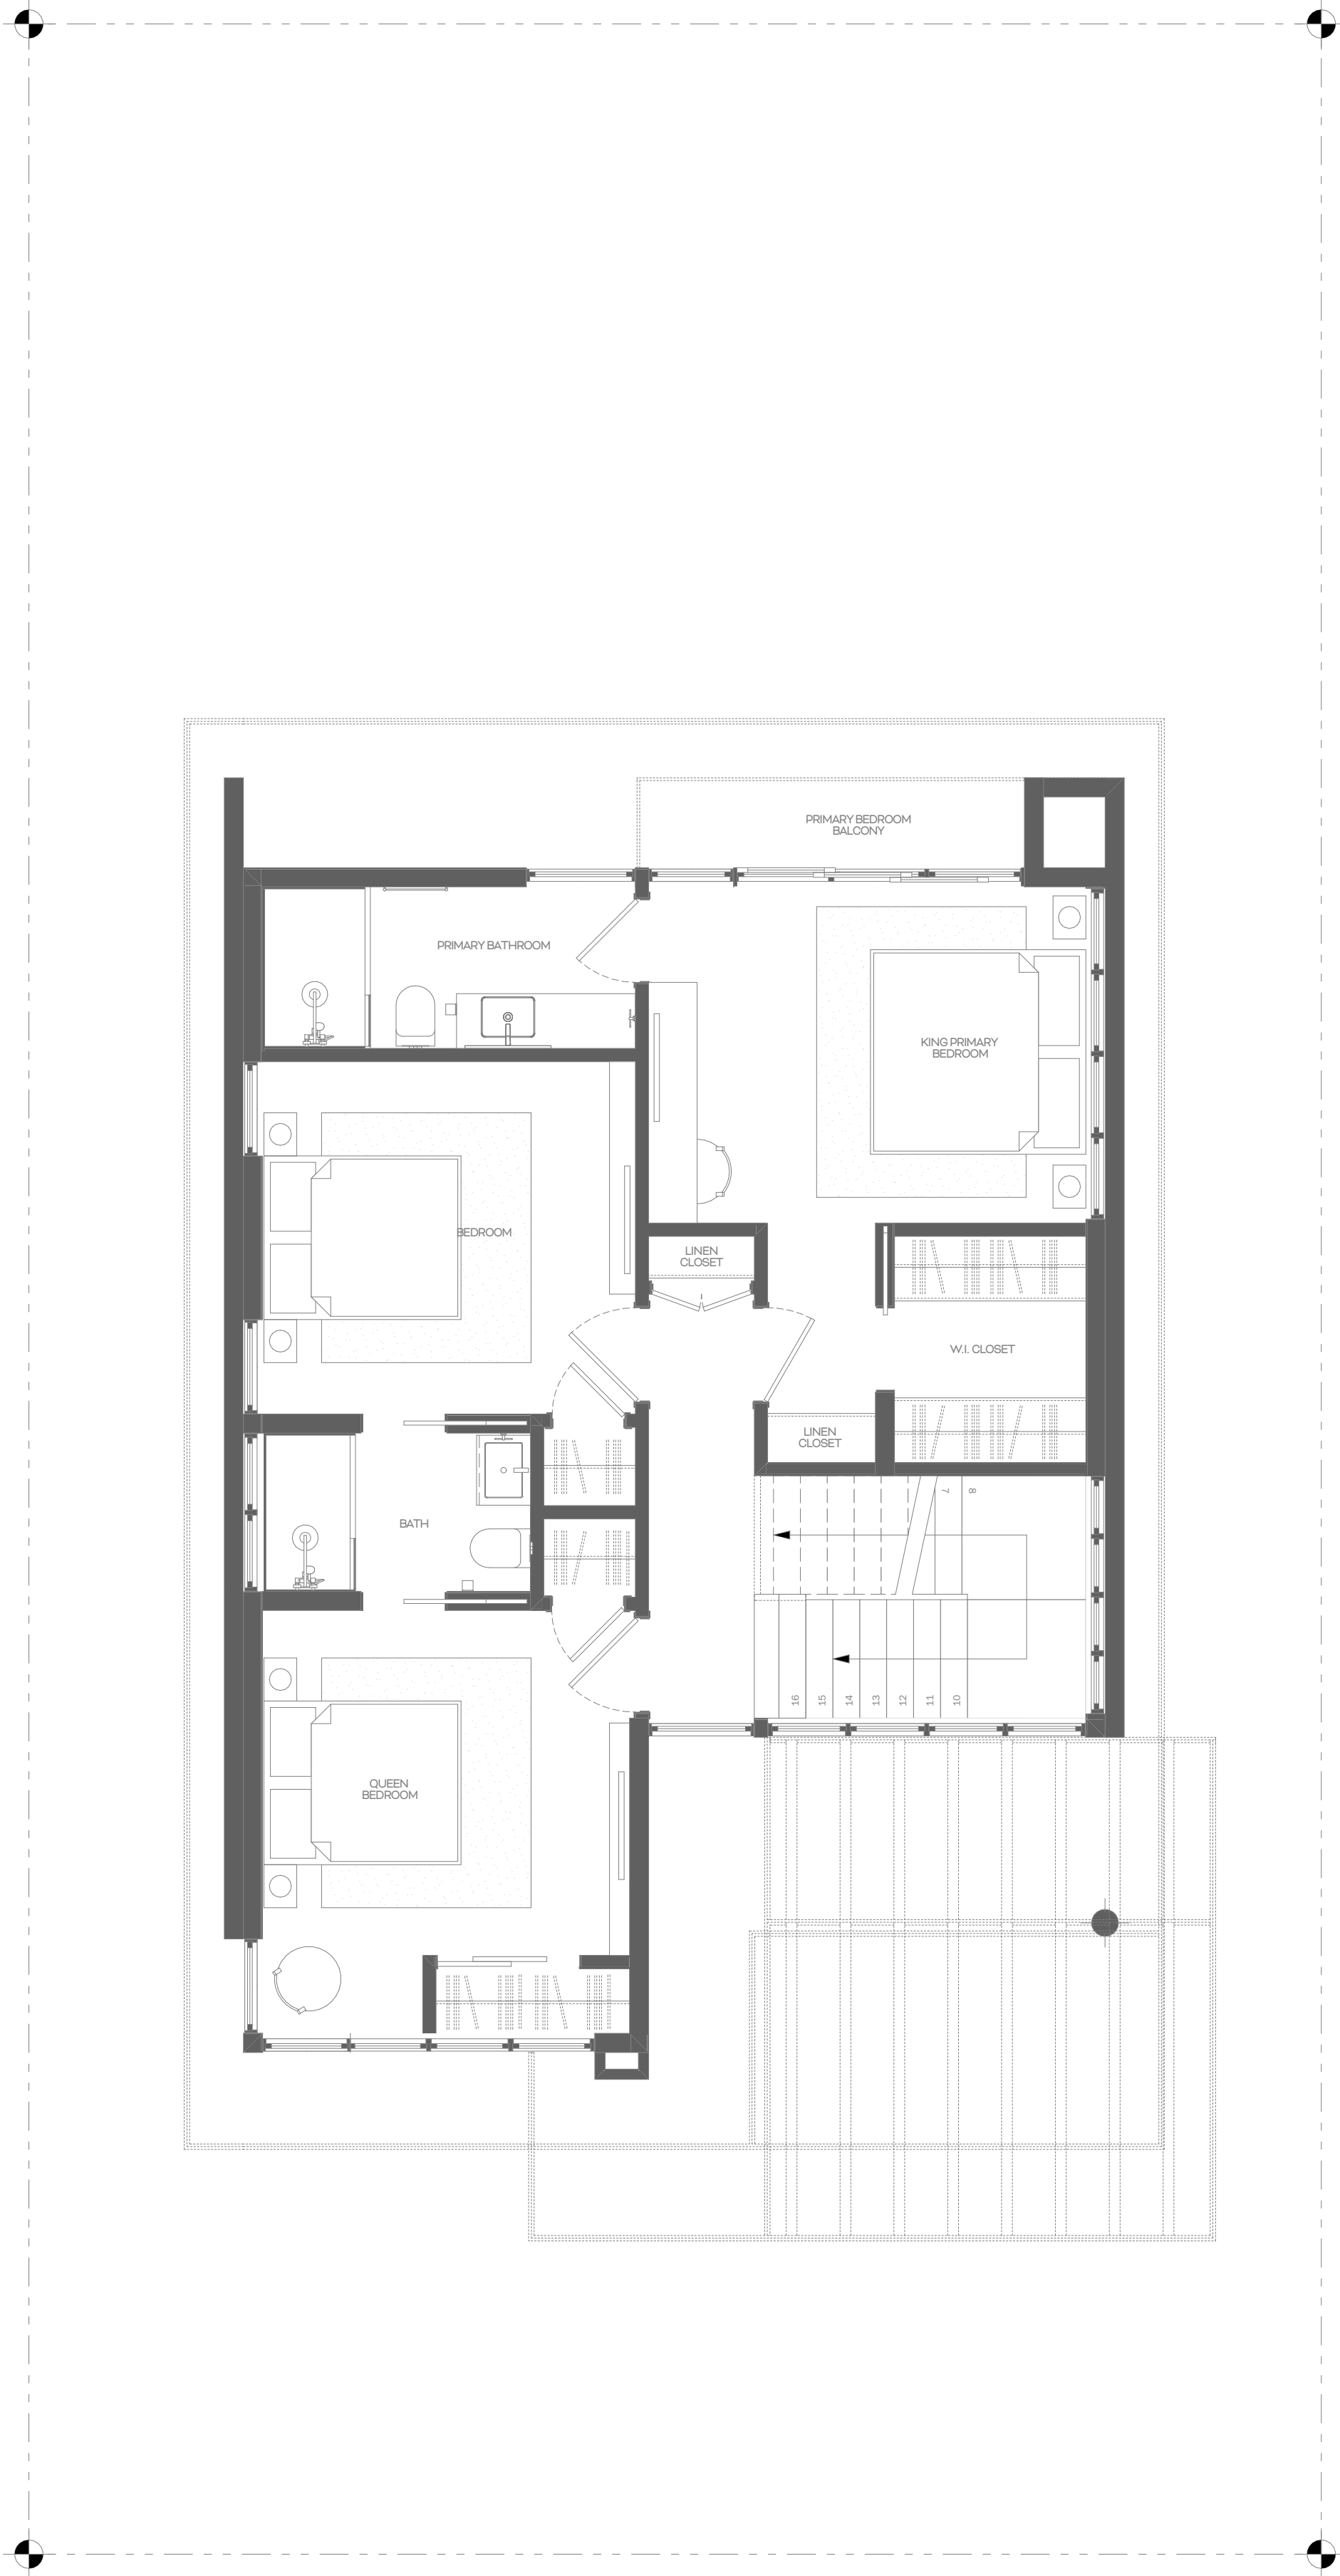 PRIMARY BEDROOM
BALCONY
PRIMARY BATHROOM
KING PRIMARY
BEDROOM
BEDROOM
LINEN
CLOSET
W.I. CLOSET
LINEN
CLOSET
BATH
7
8
16
15
14
13
12
11
10
QUEEN
BEDROOM